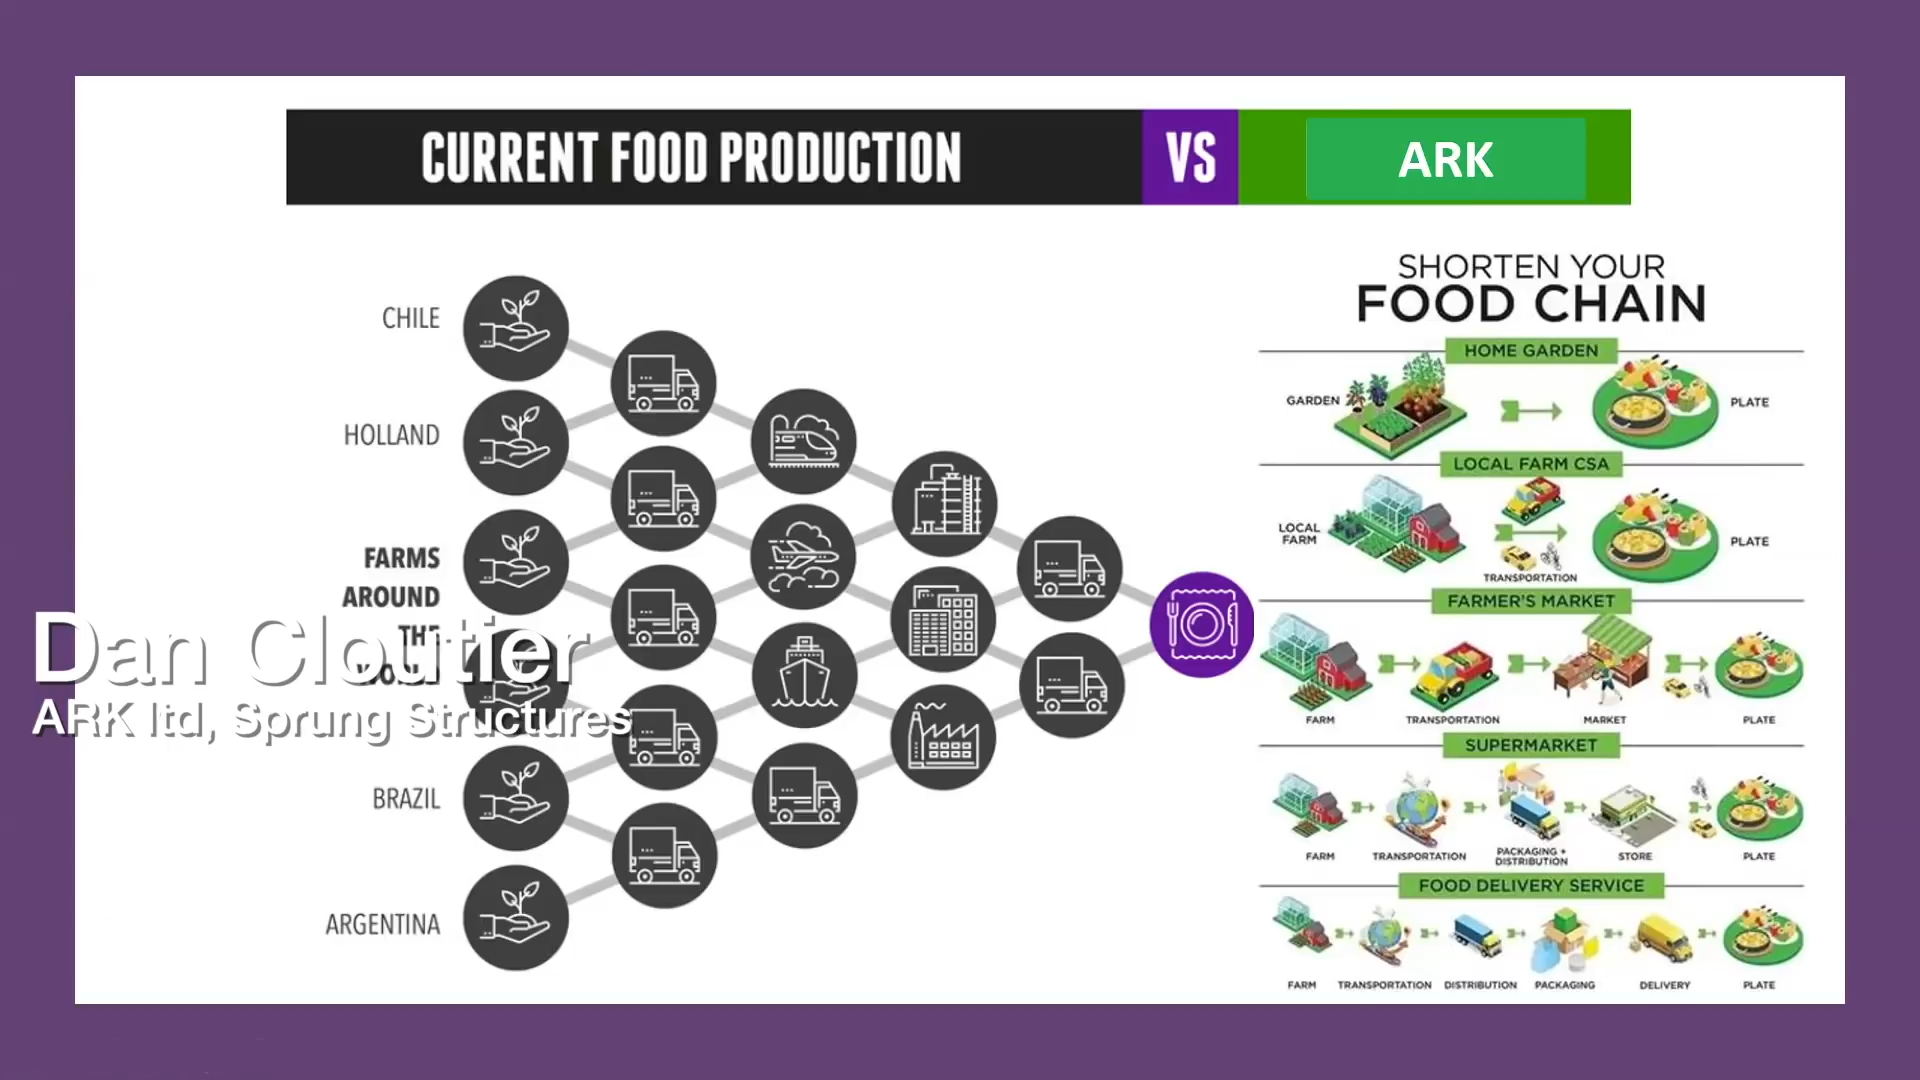 CURRENT FOOD PRODUCTION
VS
ARK
CHILE
HOLLAND
FARMS
AROUND
THE
WORLD
BRAZIL
ARGENTINA
Dan Cloutier
ARK ltd, Sprung Structures
SHORTEN YOUR
FOOD CHAIN
HOME GARDEN
GARDEN
PLATE
LOCAL FARM CSA
LOCAL
FARM
TRANSPORTATION
PLATE
FARMER'S MARKET
FARM
TRANSPORTATION
MARKET
PLATE
SUPERMARKET
FARM
TRANSPORTATION
PACKAGING +
DISTRIBUTION
STORE
PLATE
FOOD DELIVERY SERVICE
FARM
TRANSPORTATION
DISTRIBUTION
PACKAGING
DELIVERY
PLATE